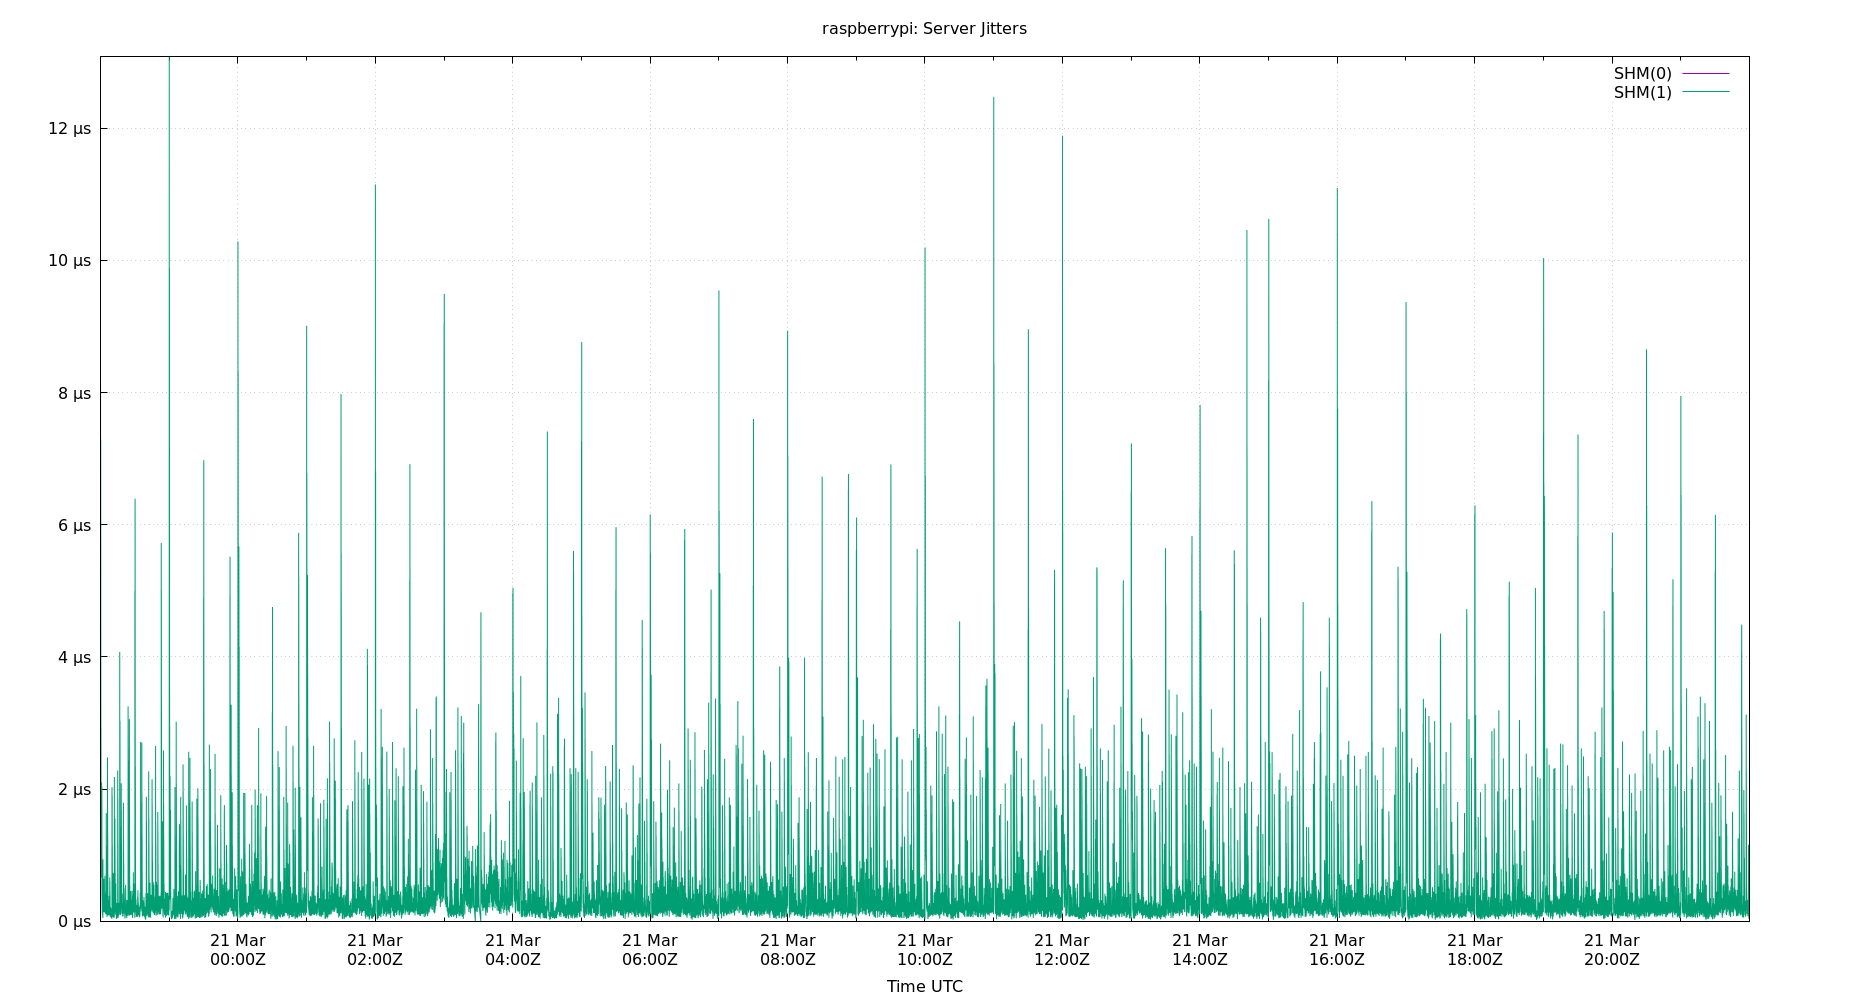 raspberrypi: Server Jitters
SHM(0)
SHM(1)
12 µs
10 µs
8 µs
6 µs
4 µs
2 µs
0 µs
21 Mar 21 Mar 21 Mar 21 Mar 21 Mar 21 Mar 21 Mar 21 Mar 21 Mar 21 Mar 21 Mar
00:00Z 02:00Z 04:00Z 06:00Z 08:00Z 10:00Z 12:00Z 14:00Z 16:00Z 18:00Z 20:00Z
Time UTC